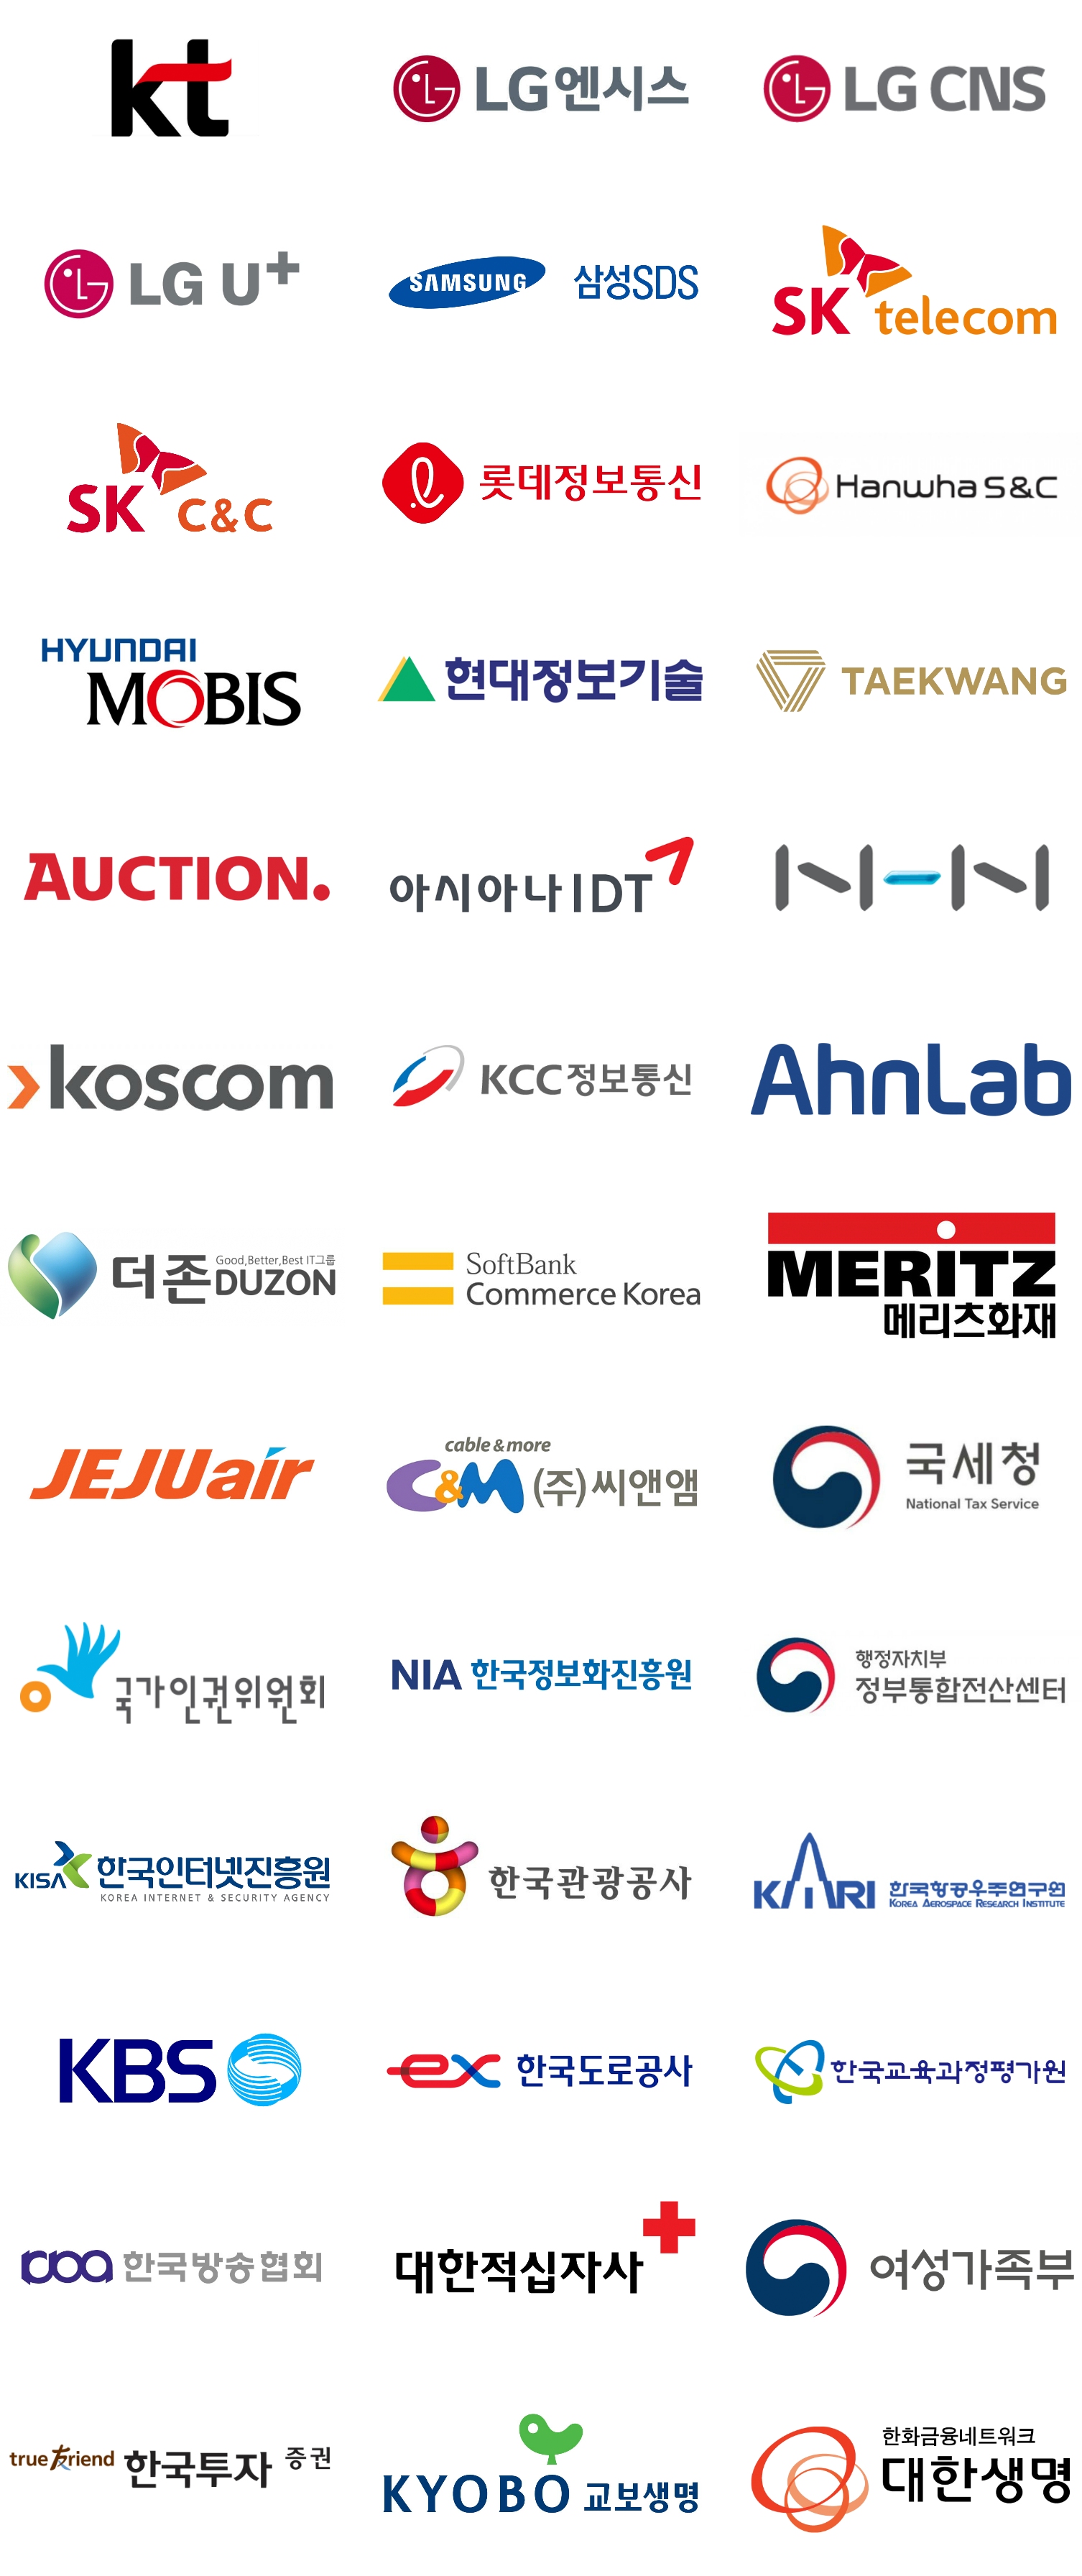 kt
LG엔시스
LG CNS
LG U+
SAMSUNG 삼성SDS
SK telecom
SK C&C
롯데정보통신
Hanwha S&C
HYUNDAI
MOBIS
현대정보기술
TAEKWANG
AUCTION.
아시아나IDT
NHN
koscom
KCC정보통신
AhnLab
더존
Good,Better,Best IT그룹
DUZON
SoftBank
Commerce Korea
MERITZ
메리츠화재
JEJUair
cable & more
C&M (주)씨앤앰
국세청
National Tax Service
국가인권위원회
NIA 한국정보화진흥원
행정자치부
정부통합전산센터
KISA 한국인터넷진흥원
KOREA INTERNET & SECURITY AGENCY
한국관광공사
KARI 한국항공우주연구원
KOREA AEROSPACE RESEARCH INSTITUTE
KBS
ex 한국도로공사
한국교육과정평가원
한국방송협회
대한적십자사
여성가족부
true friend 한국투자 증권
KYOBO 교보생명
한화금융네트워크
대한생명